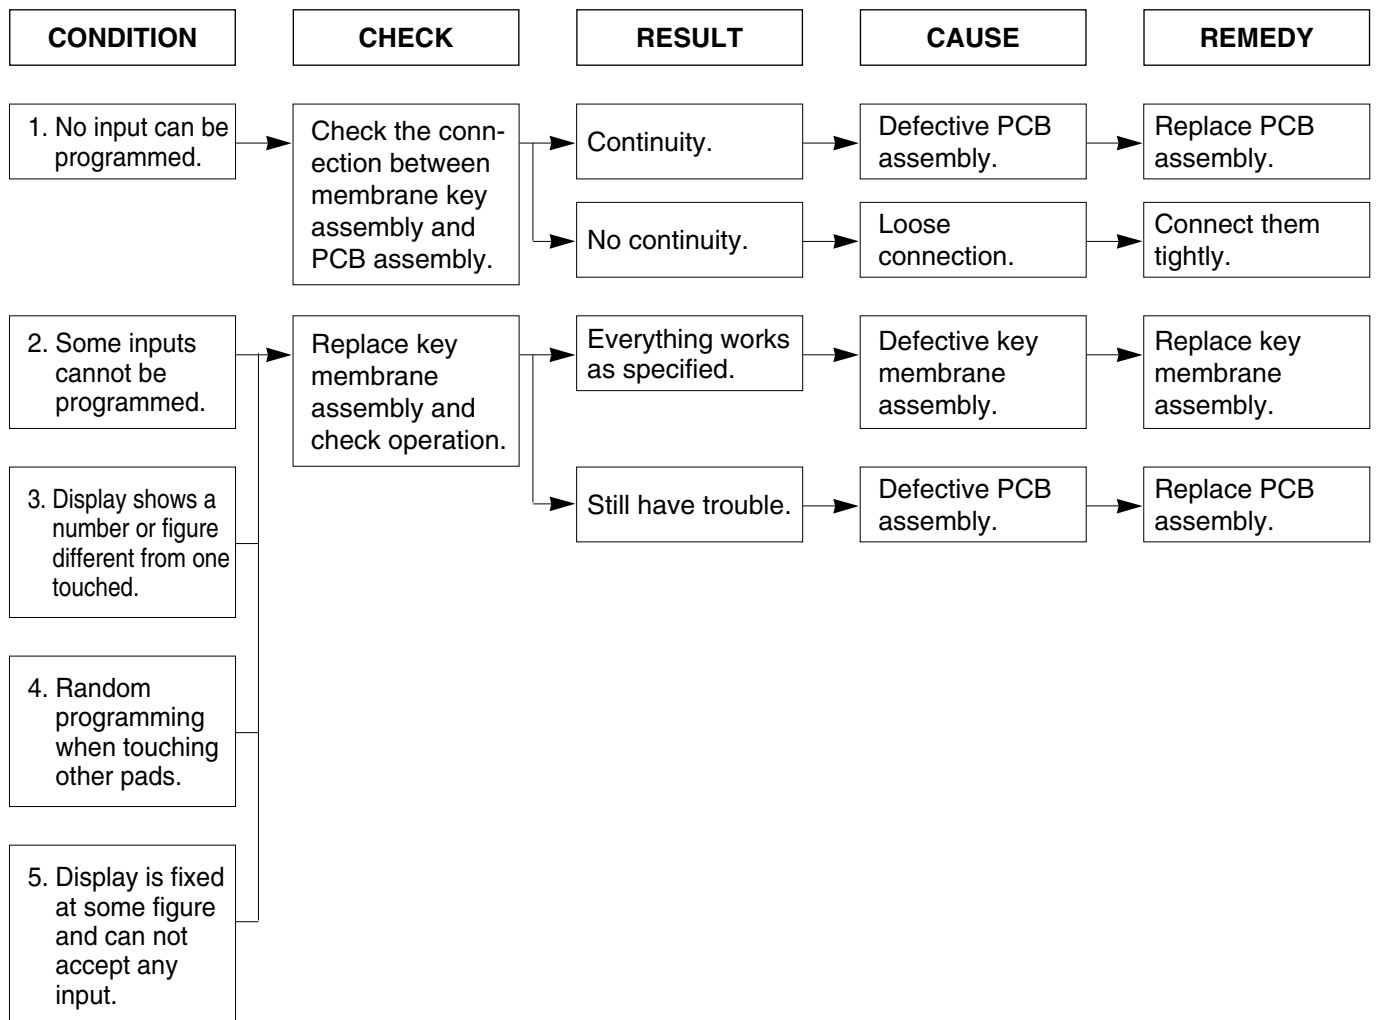 CONDITION
CHECK
RESULT
CAUSE
REMEDY
1. No input can be
programmed.
Check the conn-
ection between
membrane key
assembly and
PCB assembly.
Continuity.
Defective PCB
assembly.
Replace PCB
assembly.
No continuity.
Loose
connection.
Connect them
tightly.
2. Some inputs
cannot be
programmed.
Replace key
membrane
assembly and
check operation.
Everything works
as specified.
Defective key
membrane
assembly.
Replace key
membrane
assembly.
3. Display shows a
number or figure
different from one
touched.
Still have trouble.
Defective PCB
assembly.
Replace PCB
assembly.
4. Random
programming
when touching
other pads.
5. Display is fixed
at some figure
and can not
accept any
input.